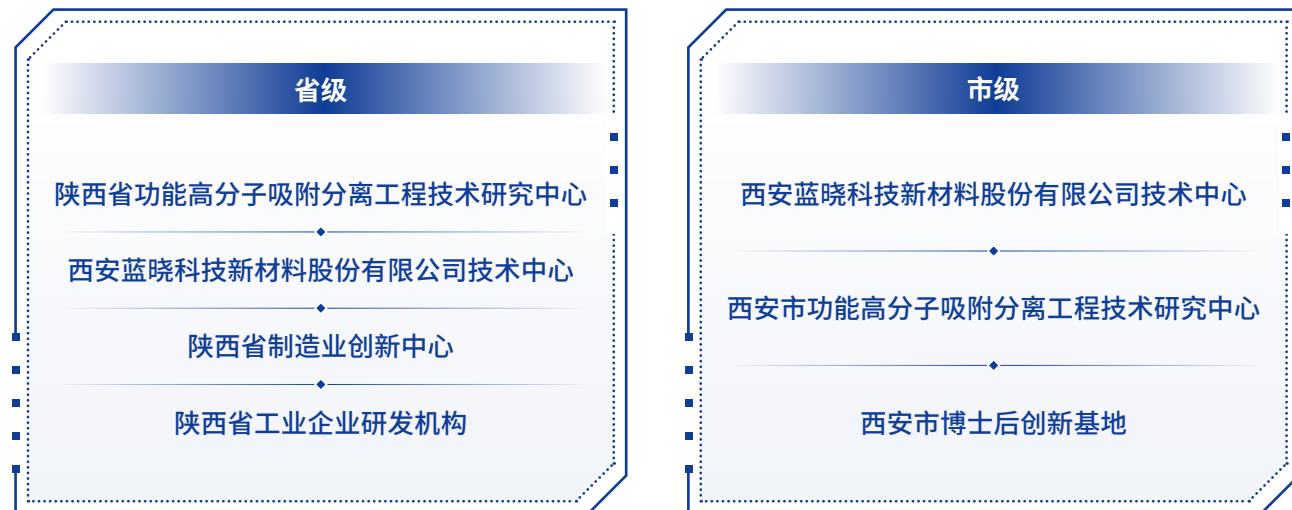 省级
陕西省功能高分子吸附分离工程技术研究中心
西安蓝晓科技新材料股份有限公司技术中心
陕西省制造业创新中心
陕西省工业企业研发机构
市级
西安蓝晓科技新材料股份有限公司技术中心
西安市功能高分子吸附分离工程技术研究中心
西安市博士后创新基地